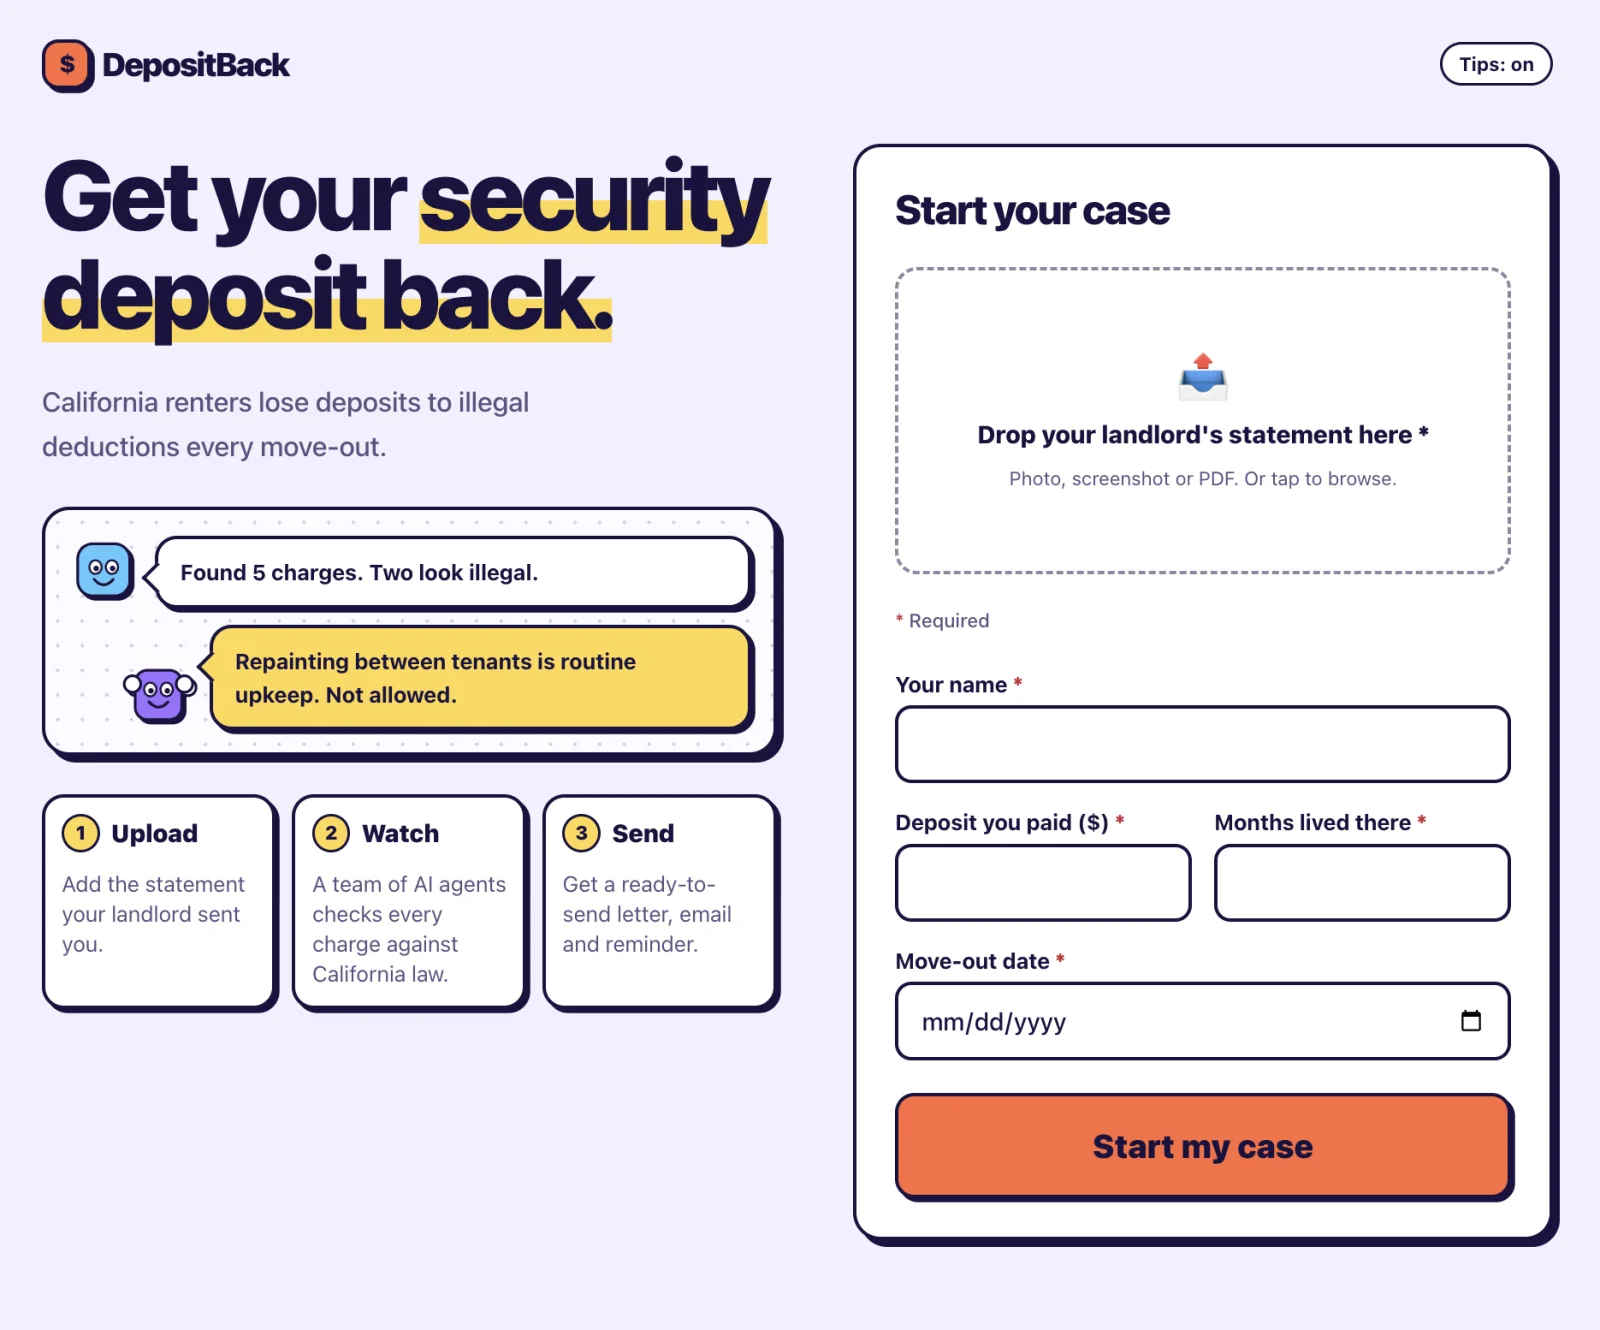 $ DepositBack
Tips: on
Get your security
deposit back.
California renters lose deposits to illegal
deductions every move-out.
Found 5 charges. Two look illegal.
Repainting between tenants is routine
upkeep. Not allowed.
1 Upload
Add the statement
your landlord sent
you.
2 Watch
A team of AI agents
checks every
charge against
California law.
3 Send
Get a ready-to-
send letter, email
and reminder.
Start your case
Drop your landlord's statement here *
Photo, screenshot or PDF. Or tap to browse.
* Required
Your name *
Deposit you paid ($) *
Months lived there *
Move-out date *
mm/dd/yyyy
Start my case